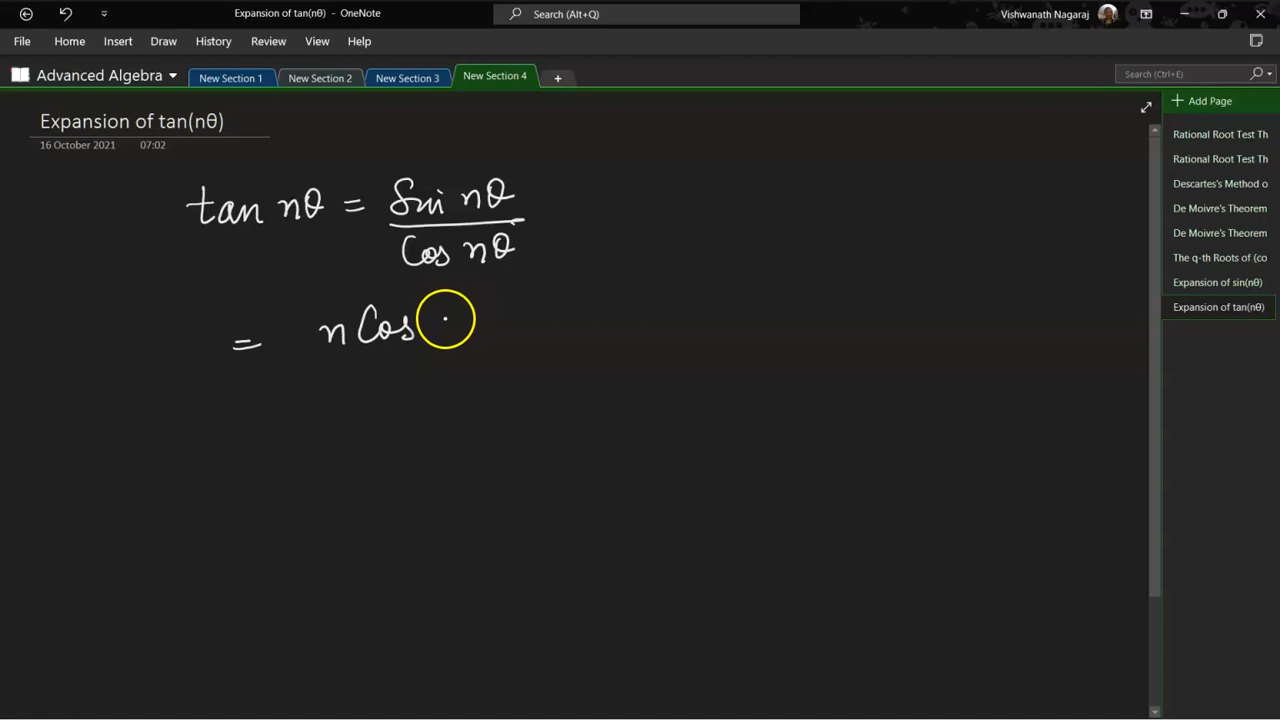 Expansion of tan(nθ) - OneNote
Search (Alt+Q)
Vishwanath Nagaraj
File Home Insert Draw History Review View Help
Advanced Algebra
New Section 1 New Section 2 New Section 3 New Section 4 +
Search (Ctrl+E)
Expansion of tan(nθ)
16 October 2021 07:02
tan nθ = Sin nθ
Cos nθ
= n Cos
Add Page
Rational Root Test Th
Rational Root Test Th
Descartes's Method o
De Moivre's Theorem
De Moivre's Theorem
The q-th Roots of (co
Expansion of sin(nθ)
Expansion of tan(nθ)